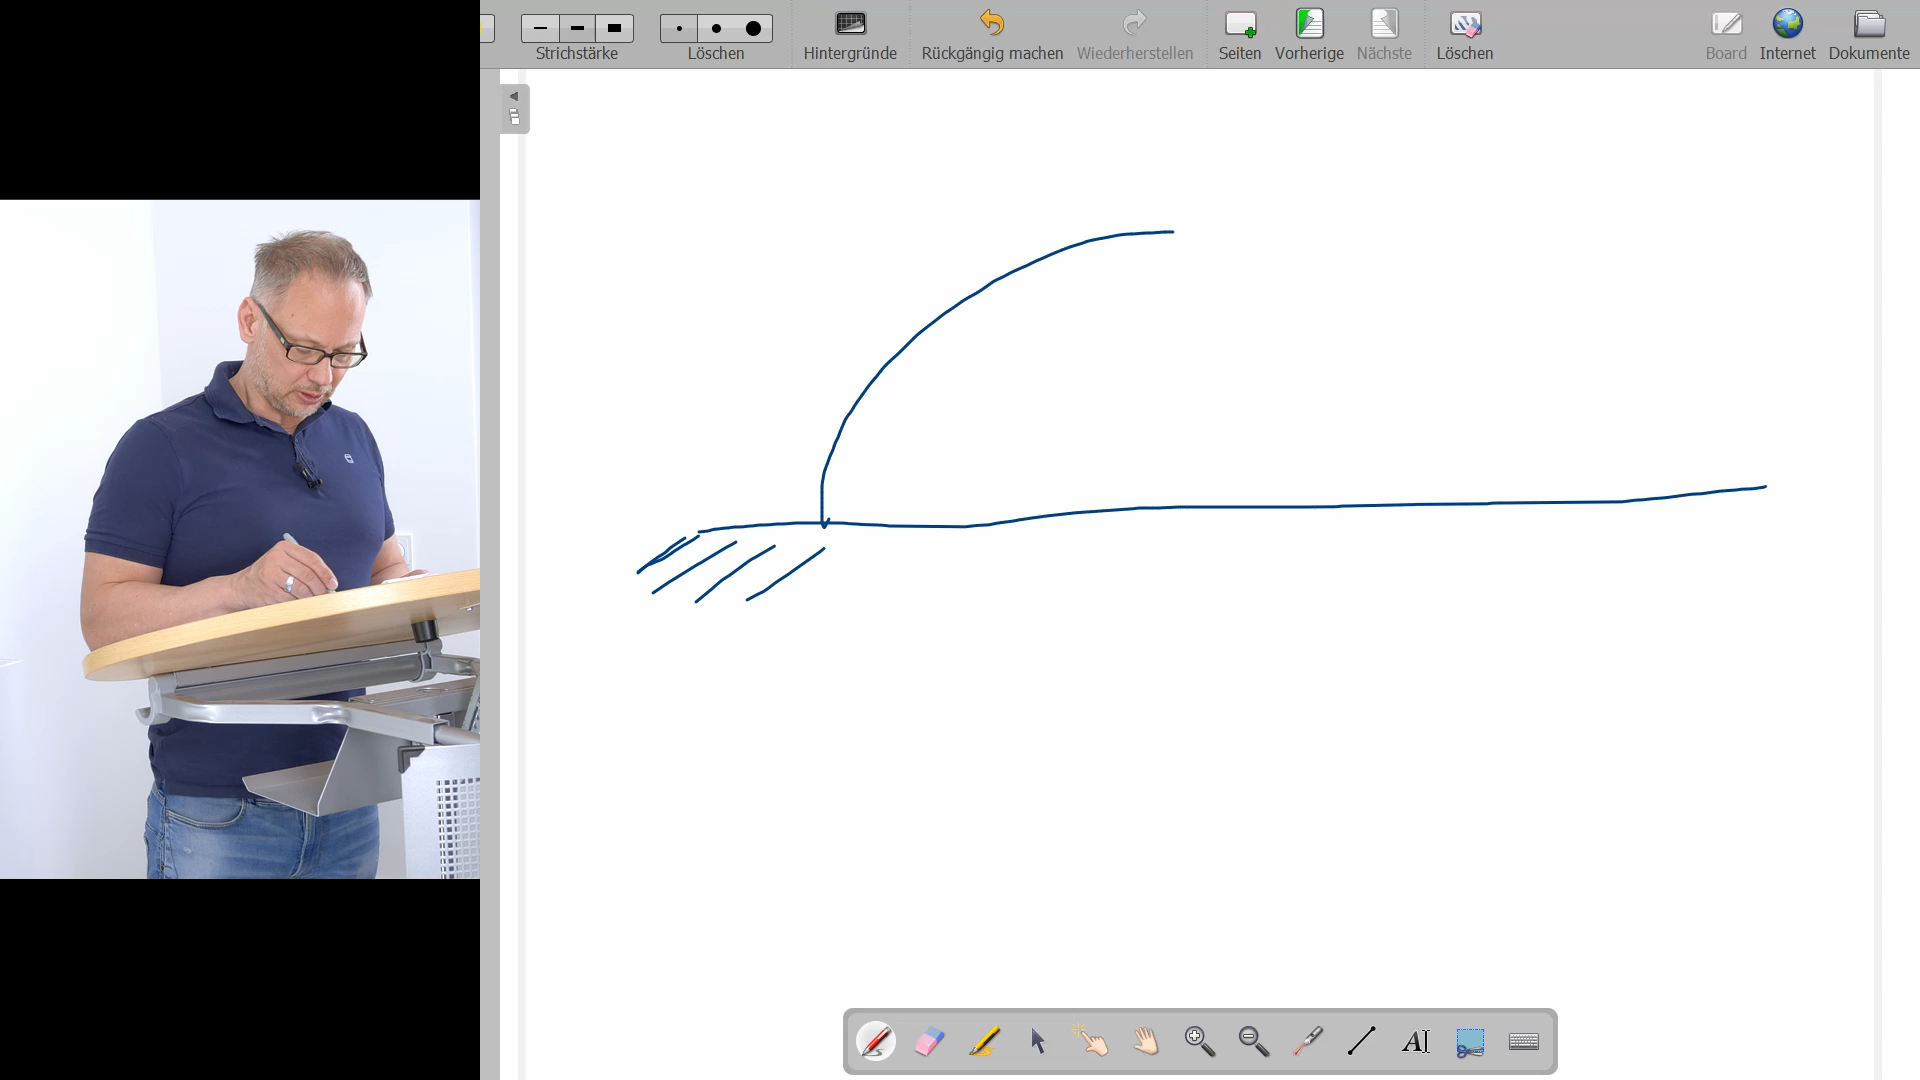 Strichstärke
Löschen
Hintergründe
Rückgängig machen
Wiederherstellen
Seiten
Vorherige
Nächste
Löschen
Board
Internet
Dokumente
A